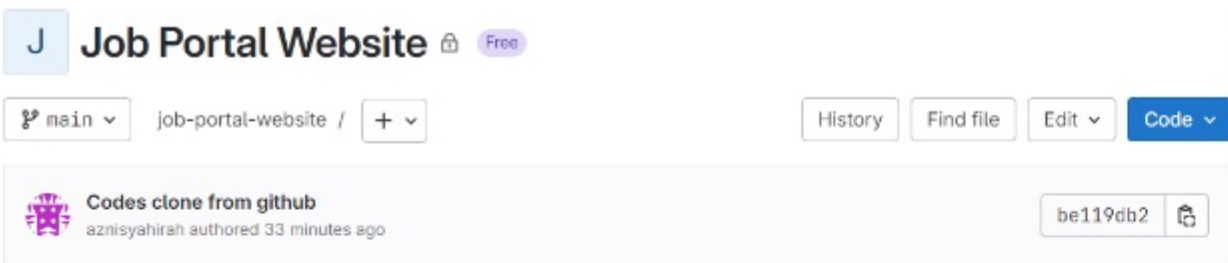 J Job Portal Website Free
main job-portal-website / + History Find file Edit Code
Codes clone from github
aznisyahirah authored 33 minutes ago
be119db2